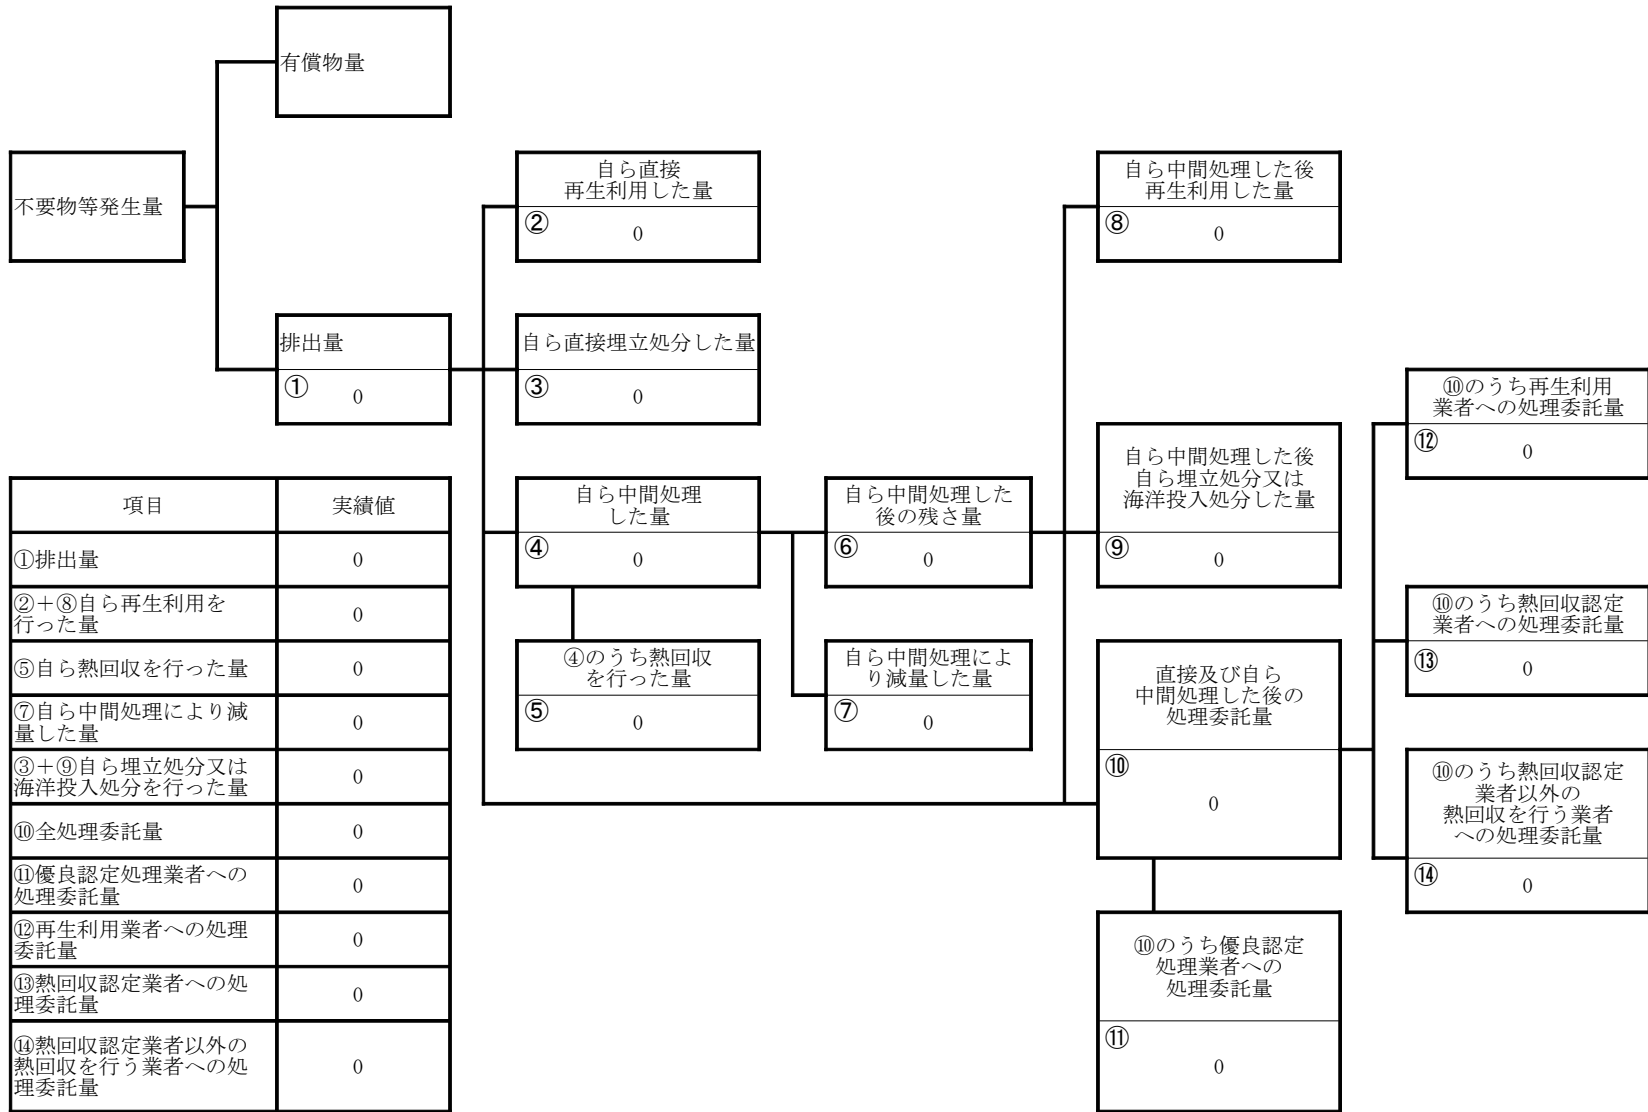 有償物量
不要物等発生量
自ら直接
再生利用した量
②
0
自ら中間処理した後
再生利用した量
⑧
0
排出量
①
0
自ら直接埋立処分した量
③
0
⑩のうち再生利用
業者への処理委託量
⑫
0
自ら中間処理
した量
④
0
自ら中間処理した
後の残さ量
⑥
0
自ら中間処理した後
自ら埋立処分又は
海洋投入処分した量
⑨
0
⑩のうち熱回収認定
業者への処理委託量
⑬
0
④のうち熱回収
を行った量
⑤
0
自ら中間処理によ
り減量した量
⑦
0
直接及び自ら
中間処理した後の
処理委託量
⑩
0
⑩のうち熱回収認定
業者以外の
熱回収を行う業者
への処理委託量
⑭
0
⑩のうち優良認定
処理業者への
処理委託量
⑪
0
項目 実績値
①排出量 0
②＋⑧自ら再生利用を
行った量 0
⑤自ら熱回収を行った量 0
⑦自ら中間処理により減
量した量 0
③＋⑨自ら埋立処分又は
海洋投入処分を行った量 0
⑩全処理委託量 0
⑪優良認定処理業者への
処理委託量 0
⑫再生利用業者への処理
委託量 0
⑬熱回収認定業者への処
理委託量 0
⑭熱回収認定業者以外の
熱回収を行う業者への処 0
理委託量